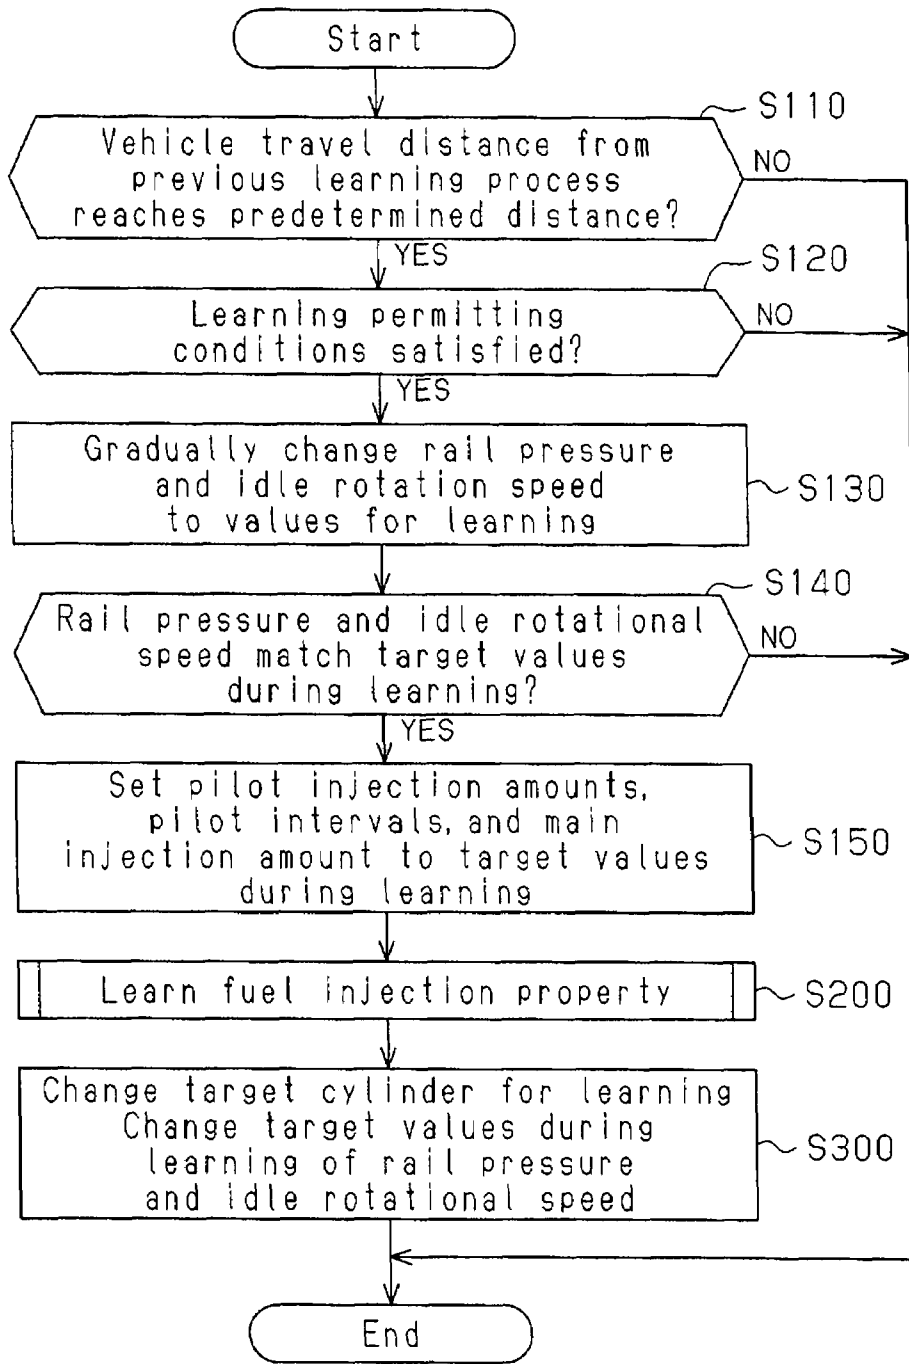 Start
S110
Vehicle travel distance from
previous learning process
reaches predetermined distance?
NO
YES
S120
Learning permitting
conditions satisfied?
NO
YES
Gradually change rail pressure
and idle rotation speed
to values for learning
S130
S140
Rail pressure and idle rotational
speed match target values
during learning?
NO
YES
Set pilot injection amounts,
pilot intervals, and main
injection amount to target values
during learning
S150
Learn fuel injection property
S200
Change target cylinder for learning
Change target values during
learning of rail pressure
and idle rotational speed
S300
End